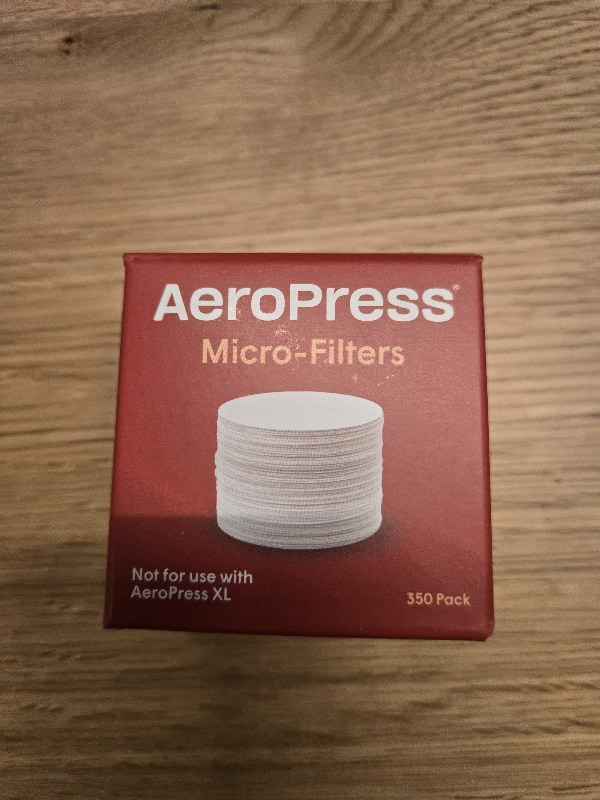 AeroPress®
Micro-Filters
Not for use with
AeroPress XL
350 Pack